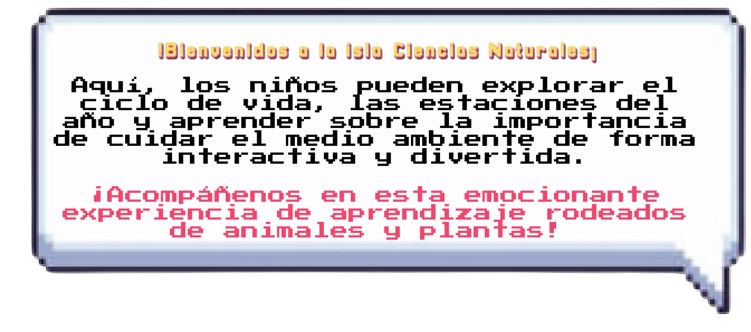 !Bienvenidos a la Isla Ciencias Naturales¡
Aquí, los niños pueden explorar el
ciclo de vida, las estaciones del
año y aprender sobre la importancia
de cuidar el medio ambiente de forma
interactiva y divertida.
¡Acompáñenos en esta emocionante
experiencia de aprendizaje rodeados
de animales y plantas!